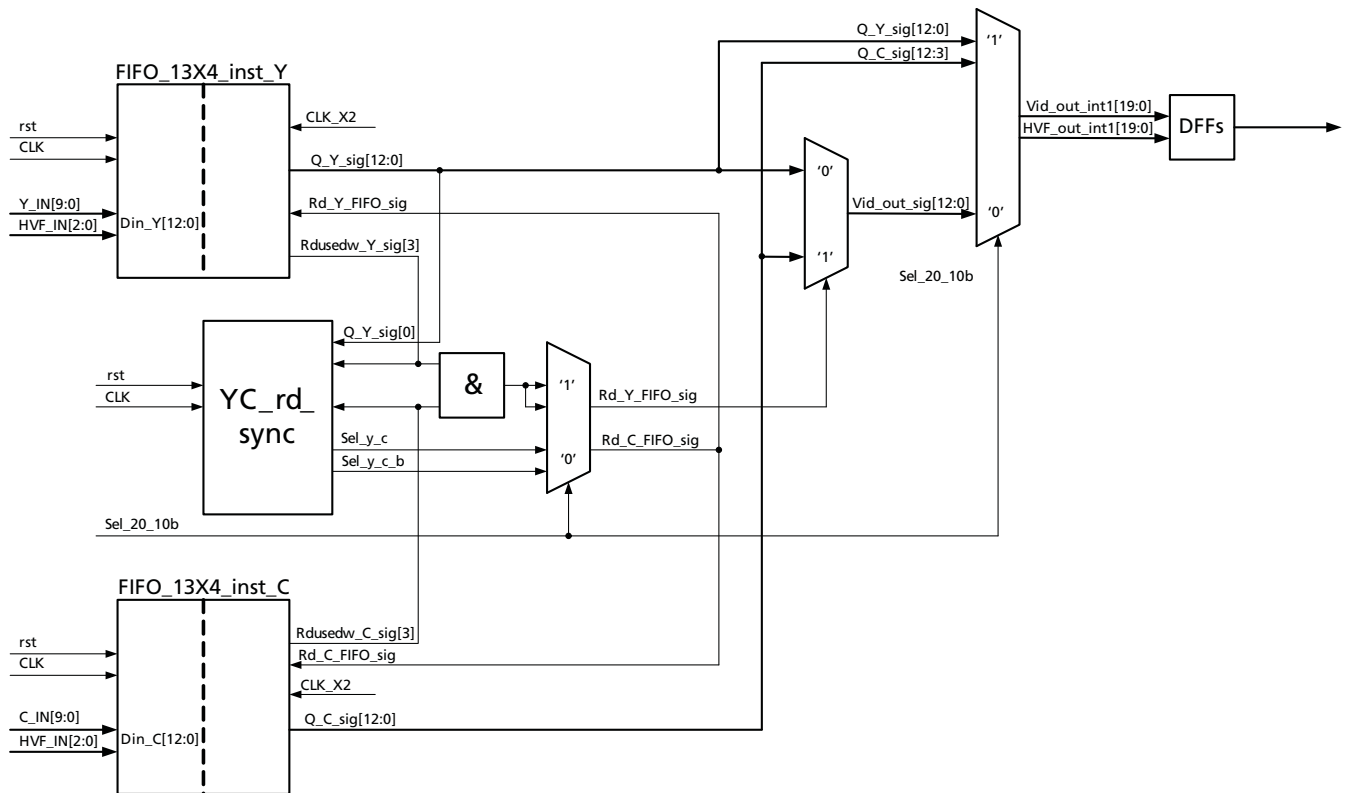 Q_Y_sig[12:0]
Q_C_sig[12:3]
'1'
FIFO_13X4_inst_Y
rst
CLK
CLK_X2
Vid_out_int1[19:0]
HVF_out_int1[19:0]
DFFs
Q_Y_sig[12:0]
'0'
Y_IN[9:0]
HVF_IN[2:0]
Din_Y[12:0]
Rd_Y_FIFO_sig
Vid_out_sig[12:0]
'0'
Rdusedw_Y_sig[3]
'1'
Sel_20_10b
Q_Y_sig[0]
rst
CLK
YC_rd_
sync
&
'1'
Rd_Y_FIFO_sig
Sel_y_c
Sel_y_c_b
'0'
Rd_C_FIFO_sig
Sel_20_10b
FIFO_13X4_inst_C
rst
CLK
Rdusedw_C_sig[3]
Rd_C_FIFO_sig
CLK_X2
C_IN[9:0]
HVF_IN[2:0]
Din_C[12:0]
Q_C_sig[12:0]